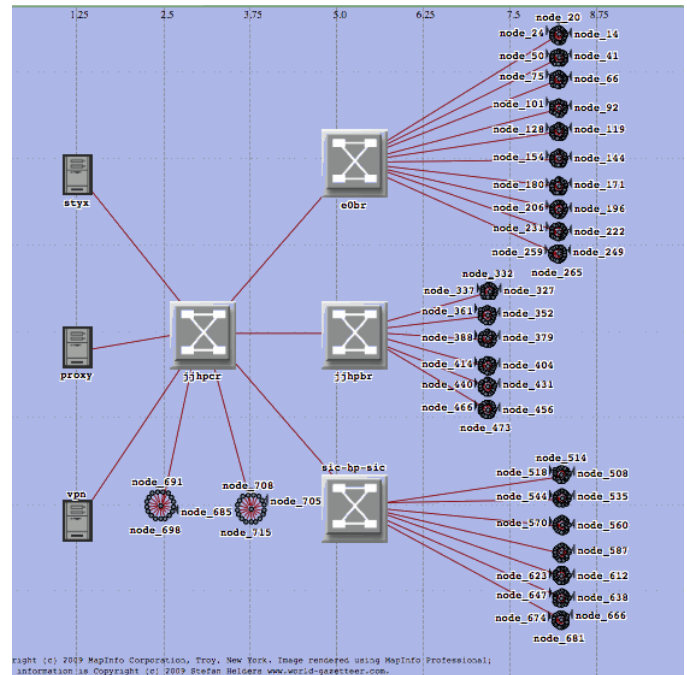 1.25 2.5 3.75 5.0 6.25 7.5 8.75
node_20
node_24 node_14
node_50 node_41
node_75 node_66
node_101 node_92
node_128 node_119
node_154 node_144
node_180 node_171
node_206 node_196
node_231 node_222
node_259 node_249
node_265
styx
e0br
node_332
node_337 node_327
node_361 node_352
node_388 node_379
node_414 node_404
node_440 node_431
node_466 node_456
node_473
proxy
jjhpcr
jjhpbr
sic-hp-sic
vpn
node_691
node_685
node_698
node_708
node_705
node_715
node_514
node_518 node_508
node_544 node_535
node_570 node_560
node_587
node_623 node_612
node_647 node_638
node_674 node_666
node_681
right (c) 2009 MapInfo Corporation, Troy, New York. Image rendered using MapInfo Professional;
information is Copyright (c) 2009 Stefan Helders www.world-gazetteer.com.